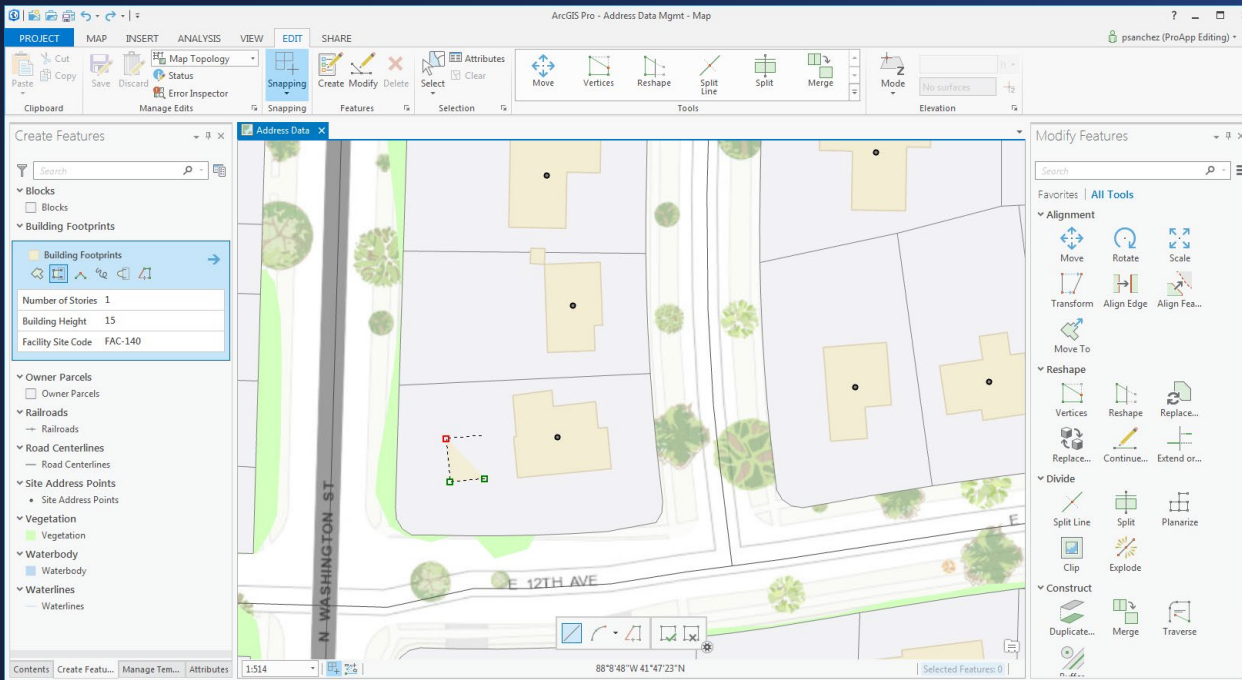 ArcGIS Pro - Address Data Mgmt - Map
?
PROJECT MAP INSERT ANALYSIS VIEW EDIT SHARE
psanchez (ProApp Editing)
Paste
Cut
Copy
Clipboard
Save
Discard
Map Topology
Status
Error Inspector
Manage Edits
Snapping
Snapping
Create Modify Delete
Features
Select
Attributes
Clear
Selection
Move Vertices Reshape Split Line Split Merge
Tools
Mode
No surfaces
Elevation
Create Features
Search
Blocks
Blocks
Building Footprints
Building Footprints
Number of Stories 1
Building Height 15
Facility Site Code FAC-140
Owner Parcels
Owner Parcels
Railroads
Railroads
Road Centerlines
Road Centerlines
Site Address Points
Site Address Points
Vegetation
Vegetation
Waterbody
Waterbody
Waterlines
Waterlines
Contents Create Featu... Manage Tem... Attributes
Address Data
N WASHINGTON ST
E 12TH AVE
E
N
1:514
88°8'48"W 41°47'23"N
Selected Features: 0
Modify Features
Search
Favorites | All Tools
Alignment
Move Rotate Scale
Transform Align Edge Align Fea...
Move To
Reshape
Vertices Reshape Replace...
Replace... Continue... Extend or...
Divide
Split Line Split Planarize
Clip Explode
Construct
Duplicate... Merge Traverse
Buffer